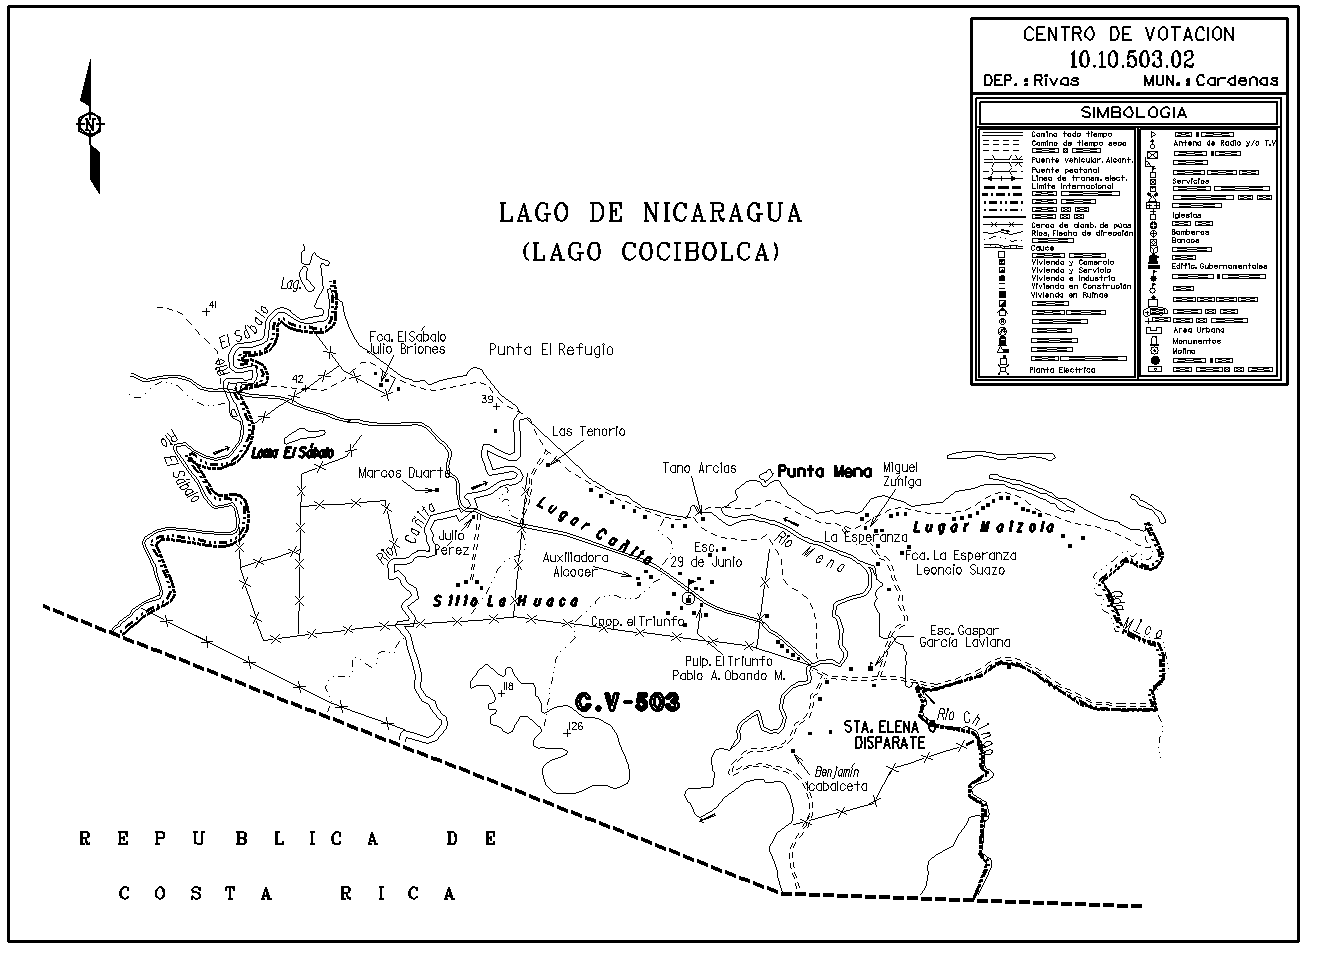 CENTRO DE VOTACION
10.10.503.02
DEP.: Rivas MUN.: Cardenas
SIMBOLOGIA
Camino todo tiempo
Camino de tiempo seco
Puente vehicular. Alcant.
Puente peatonal
Linea de transm. elect.
Limite Internacional
Cerca de alamb. de púas
Rios, Flecha de dirección
Cauce
Vivienda y Comercio
Vivienda y Servicio
Vivienda e Industria
Vivienda en Construción
Vivienda en Ruinas
Planta Electrica
Antena de Radio y/o T.V
Servicios
Iglesias
Bomberos
Bancos
Edific. Gubernamentales
Area Urbana
Monumentos
Molino
N
LAGO DE NICARAGUA
(LAGO COCIBOLCA)
Lag.
41
Río El Sábalo
Fca. El Sábalo
Julio Briones
Punta El Refugio
42
39
Las Tenorio
Río El Sábalo
Loma El Sábalo
Marcos Duarte
Tano Arcias
Punta Mena
Miguel
Zuñiga
Río Cañita
Lugar Cañita
Lugar Maizola
Julio
Perez
Esc.
29 de Junio
Río Mena
La Esperanza
Auxiliadora
Alcocer
Fca. La Esperanza
Leoncio Suazo
Sitio La Huaca
Coop. el Triunfo
Río Mico
Esc. Gaspar
García Laviana
Pulp. El Triunfo
Pablo A. Obando M.
118
C.V-503
126
STA. ELENA
DISPARATE
Río Chingo
Benjamín
Icabalceta
REPUBLICA DE
COSTA RICA